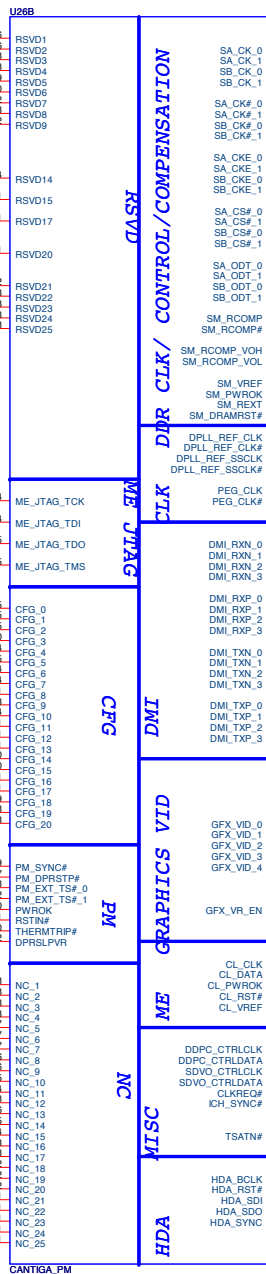 U26B
RSVD1
RSVD2
RSVD3
RSVD4
RSVD5
RSVD6
RSVD7
RSVD8
RSVD9
RSVD14
RSVD15
RSVD17
RSVD20
RSVD21
RSVD22
RSVD23
RSVD24
RSVD25
RSVD
ME_JTAG_TCK
ME_JTAG_TDI
ME_JTAG_TDO
ME_JTAG_TMS
ME JTAG
CFG_0
CFG_1
CFG_2
CFG_3
CFG_4
CFG_5
CFG_6
CFG_7
CFG_8
CFG_9
CFG_10
CFG_11
CFG_12
CFG_13
CFG_14
CFG_15
CFG_16
CFG_17
CFG_18
CFG_19
CFG_20
CFG
PM_SYNC#
PM_DPRSTP#
PM_EXT_TS#_0
PM_EXT_TS#_1
PWROK
RSTIN#
THERMTRIP#
DPRSLPVR
PM
NC_1
NC_2
NC_3
NC_4
NC_5
NC_6
NC_7
NC_8
NC_9
NC_10
NC_11
NC_12
NC_13
NC_14
NC_15
NC_16
NC_17
NC_18
NC_19
NC_20
NC_21
NC_22
NC_23
NC_24
NC_25
NC
SA_CK_0
SA_CK_1
SB_CK_0
SB_CK_1
SA_CK#_0
SA_CK#_1
SB_CK#_0
SB_CK#_1
SA_CKE_0
SA_CKE_1
SB_CKE_0
SB_CKE_1
SA_CS#_0
SA_CS#_1
SB_CS#_0
SB_CS#_1
SA_ODT_0
SA_ODT_1
SB_ODT_0
SB_ODT_1
SM_RCOMP
SM_RCOMP#
SM_RCOMP_VOH
SM_RCOMP_VOL
SM_VREF
SM_PWROK
SM_REXT
SM_DRAMRST#
DDR CLK/ CONTROL/COMPENSATION
DPLL_REF_CLK
DPLL_REF_CLK#
DPLL_REF_SSCLK
DPLL_REF_SSCLK#
PEG_CLK
PEG_CLK#
CLK
DMI_RXN_0
DMI_RXN_1
DMI_RXN_2
DMI_RXN_3
DMI_RXP_0
DMI_RXP_1
DMI_RXP_2
DMI_RXP_3
DMI_TXN_0
DMI_TXN_1
DMI_TXN_2
DMI_TXN_3
DMI_TXP_0
DMI_TXP_1
DMI_TXP_2
DMI_TXP_3
DMI
GFX_VID_0
GFX_VID_1
GFX_VID_2
GFX_VID_3
GFX_VID_4
GFX_VR_EN
GRAPHICS VID
CL_CLK
CL_DATA
CL_PWROK
CL_RST#
CL_VREF
ME
DDPC_CTRLCLK
DDPC_CTRLDATA
SDVO_CTRLCLK
SDVO_CTRLDATA
CLKREQ#
ICH_SYNC#
TSATN#
MISC
HDA_BCLK
HDA_RST#
HDA_SDI
HDA_SDO
HDA_SYNC
HDA
CANTIGA_PM